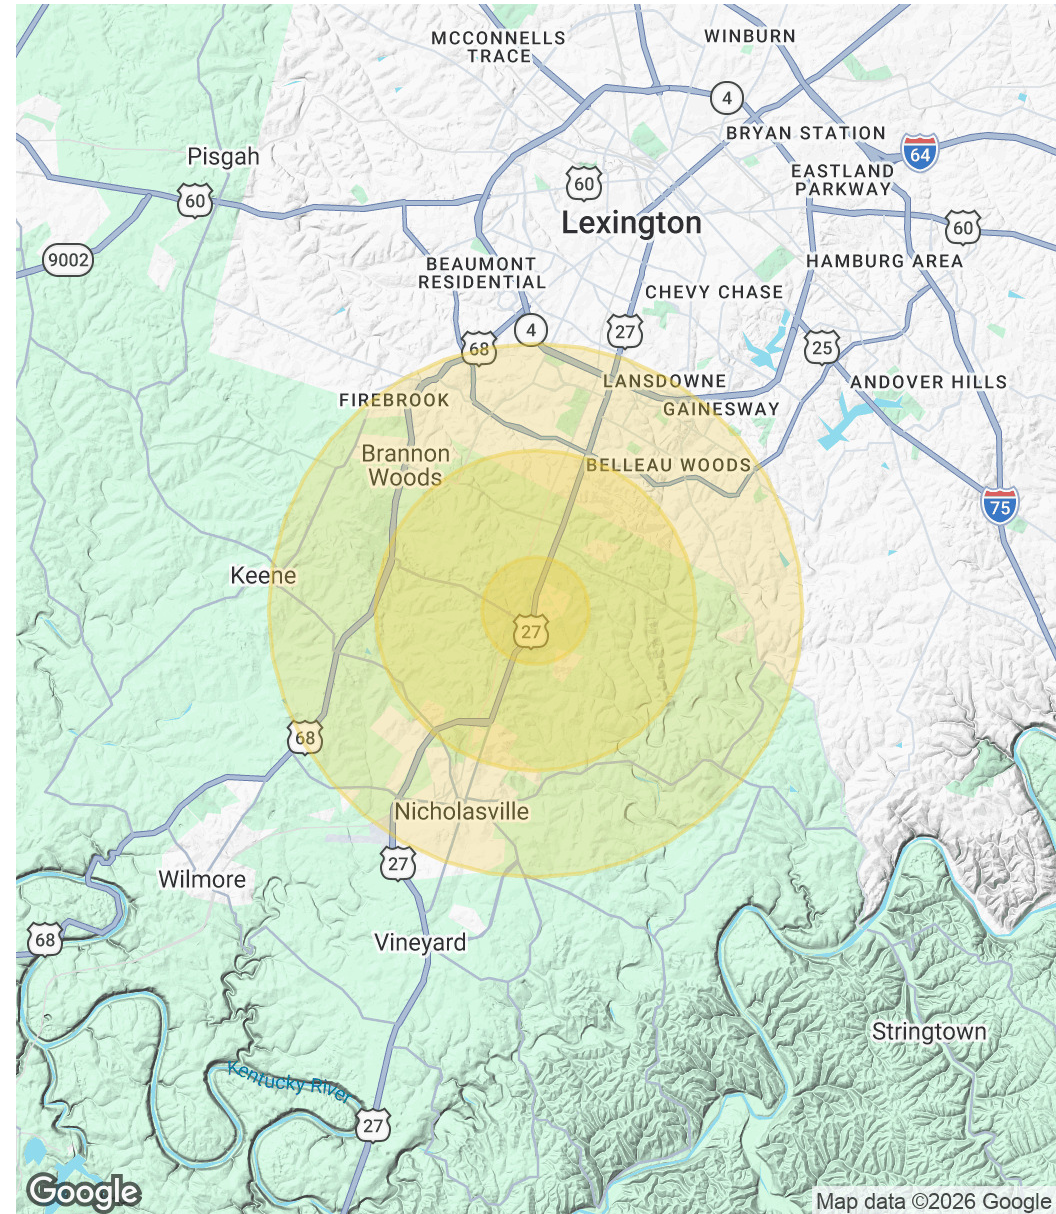 MCCONNELLS
TRACE
WINBURN
4
BRYAN STATION
64
Pisgah
EASTLAND
PARKWAY
60
60
Lexington
60
9002
BEAUMONT
RESIDENTIAL
HAMBURG AREA
CHEVY CHASE
4
27
68
25
LANSDOWNE
ANDOVER HILLS
FIREBROOK
GAINESWAY
Brannon
Woods
BELLEAU WOODS
75
Keene
27
68
Nicholasville
27
Wilmore
68
Vineyard
Stringtown
Kentucky River
27
Google
Map data ©2026 Google